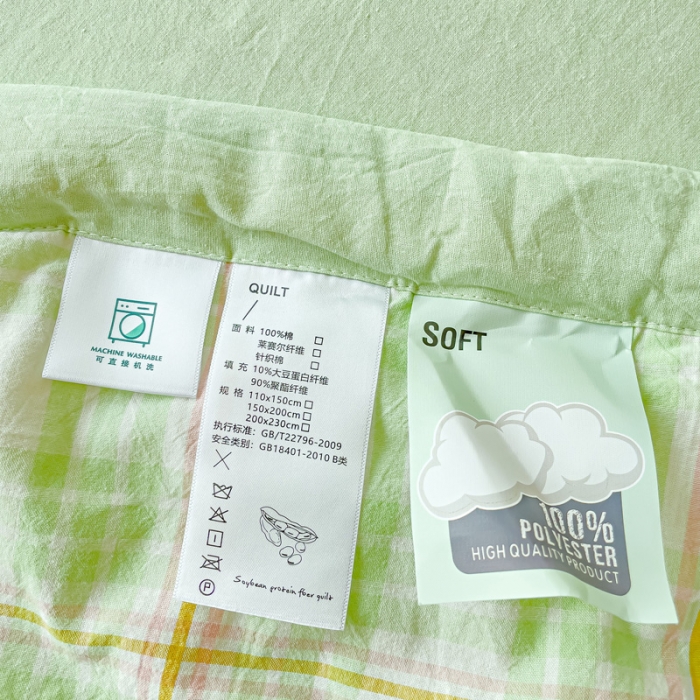 MACHINE WASHABLE
可直接机洗
QUILT
面料 100%棉 □
莱赛尔纤维 □
针织棉 □
填充 10%大豆蛋白纤维
90%聚酯纤维
规格 110x150cm □
150x200cm □
200x230cm □
执行标准：GB/T22796-2009
安全类别：GB18401-2010 B类
P
Soybean protein fber quilt
SOFT
100%
POLYESTER
HIGH QUALITY PRODUCT